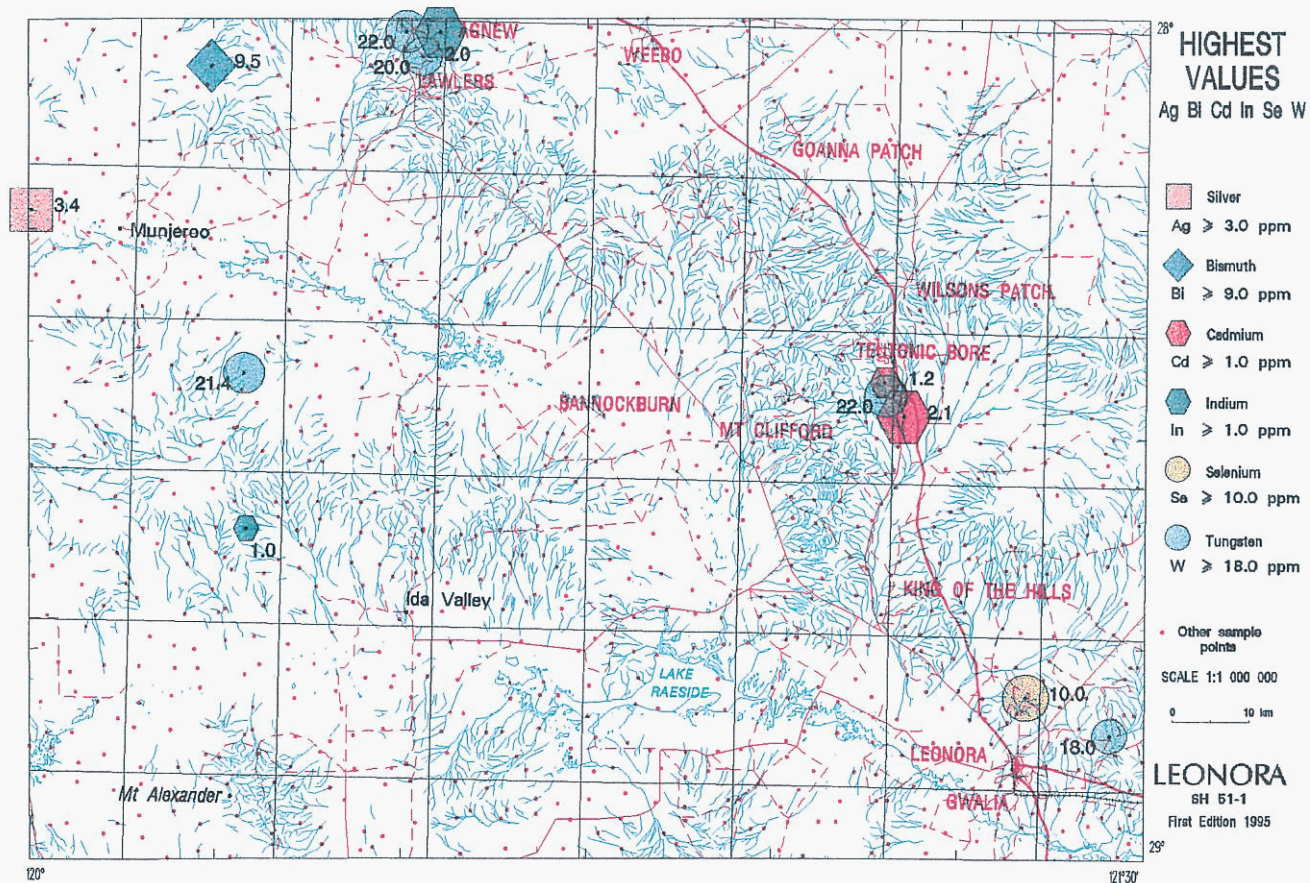 28°
HIGHEST
VALUES
Ag Bi Cd In Se W
AGNEW
22.0
2.0
WEEBO
9.5
20.0
LAWLERS
GOANNA PATCH
3.4
Munjeroo
WILSONS PATCH
TEUTONIC BORE
21.4
1.2
BANNOCKBURN
22.0
2.1
MT CLIFFORD
1.0
KING OF THE HILLS
Ida Valley
LAKE
RAESIDE
10.0
18.0
LEONORA
Mt Alexander
GWALIA
120°
29°
121°30'
Silver
Ag ≥ 3.0 ppm
Bismuth
Bi ≥ 9.0 ppm
Cadmium
Cd ≥ 1.0 ppm
Indium
In ≥ 1.0 ppm
Selenium
Se ≥ 10.0 ppm
Tungsten
W ≥ 18.0 ppm
Other sample
points
SCALE 1:1 000 000
0 10 km
LEONORA
SH 51-1
First Edition 1995